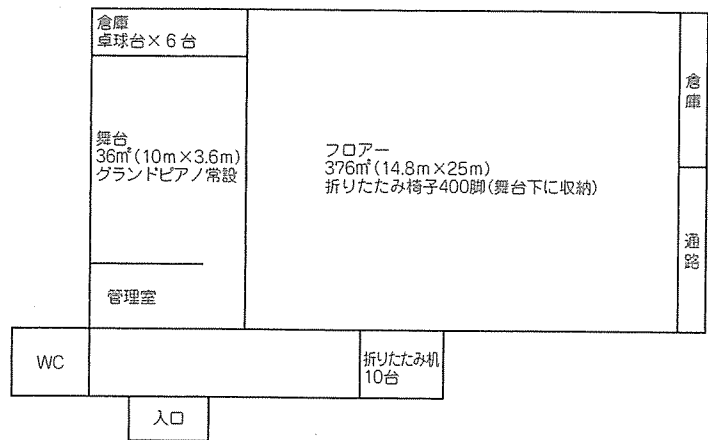 倉庫
卓球台×6台
舞台
36㎡(10m×3.6m)
グランドピアノ常設
フロアー
376㎡(14.8m×25m)
折りたたみ椅子400脚(舞台下に収納)
倉庫
通路
管理室
WC
折りたたみ机
10台
入口